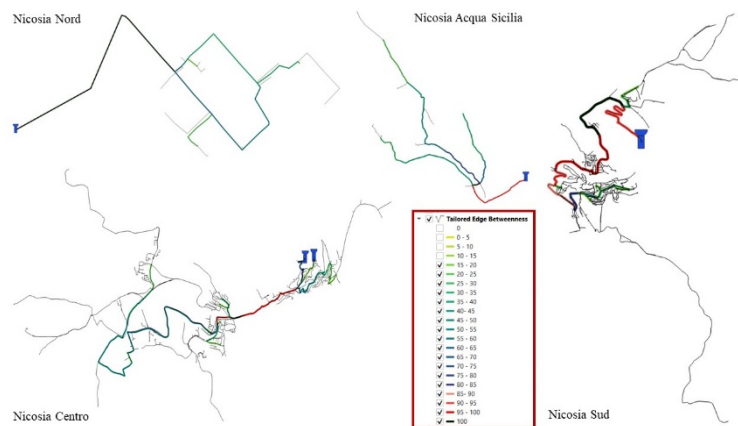 Nicosia Nord
Nicosia Acqua Sicilia
Tailored Edge Betweenness
0
0 - 5
5 - 10
10 - 15
15 - 20
20 - 25
25 - 30
30 - 35
35 - 40
40- 45
45 - 50
50 - 55
55 - 60
60 - 65
65 - 70
70 - 75
75 - 80
80 - 85
85- 90
90 - 95
95 - 100
100
Nicosia Centro
Nicosia Sud